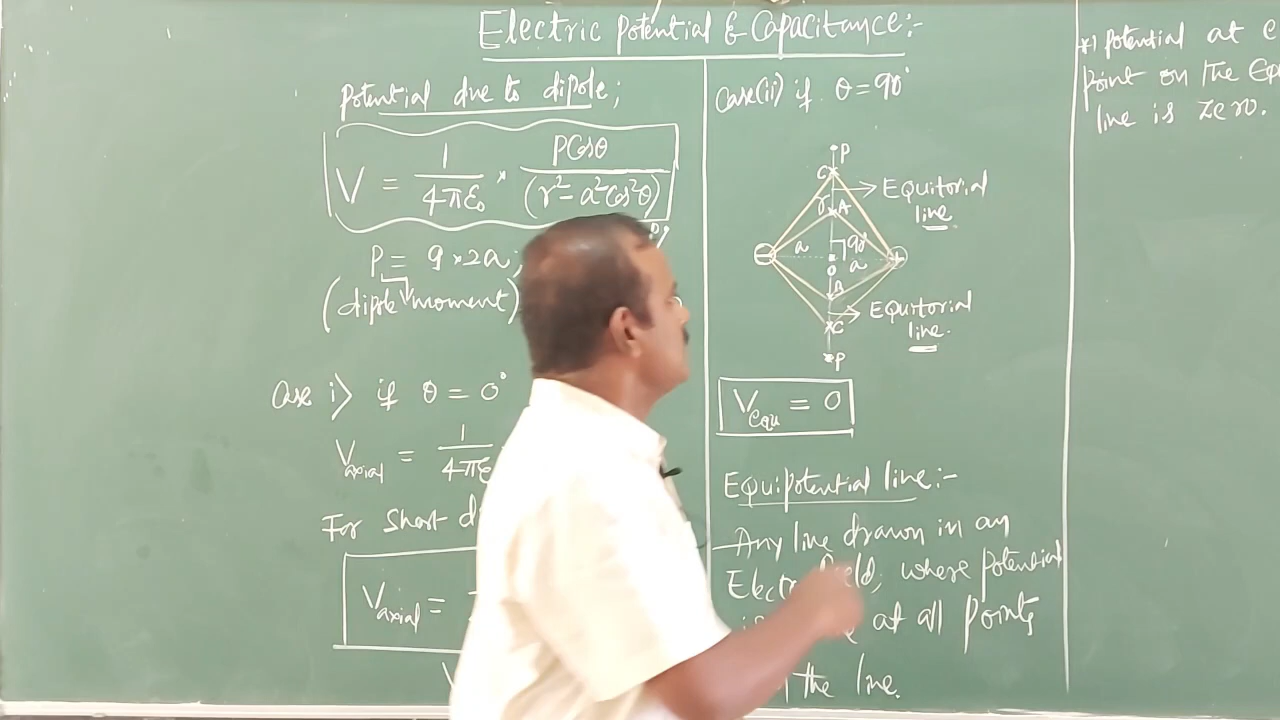 Electric Potential & Capacitance:-
Potential due to dipole;
V = 1/4πε₀ × PCosθ/(r²-a²Cos²θ)
P = q×2a;
(dipole moment)
Case i) if θ = 0°
V axial = 1/4πε
For Short d
V axial =
Case(ii) if θ = 90°
P
C
Equitorial
line
r
A
90°
a
O
a
B
Equitorial
line.
C
P
V equ = 0
Equipotential line:-
Any line drawn in an
field, where potential
at all points
the line.
*) Potential at e
Point on the Equ
line is zero.